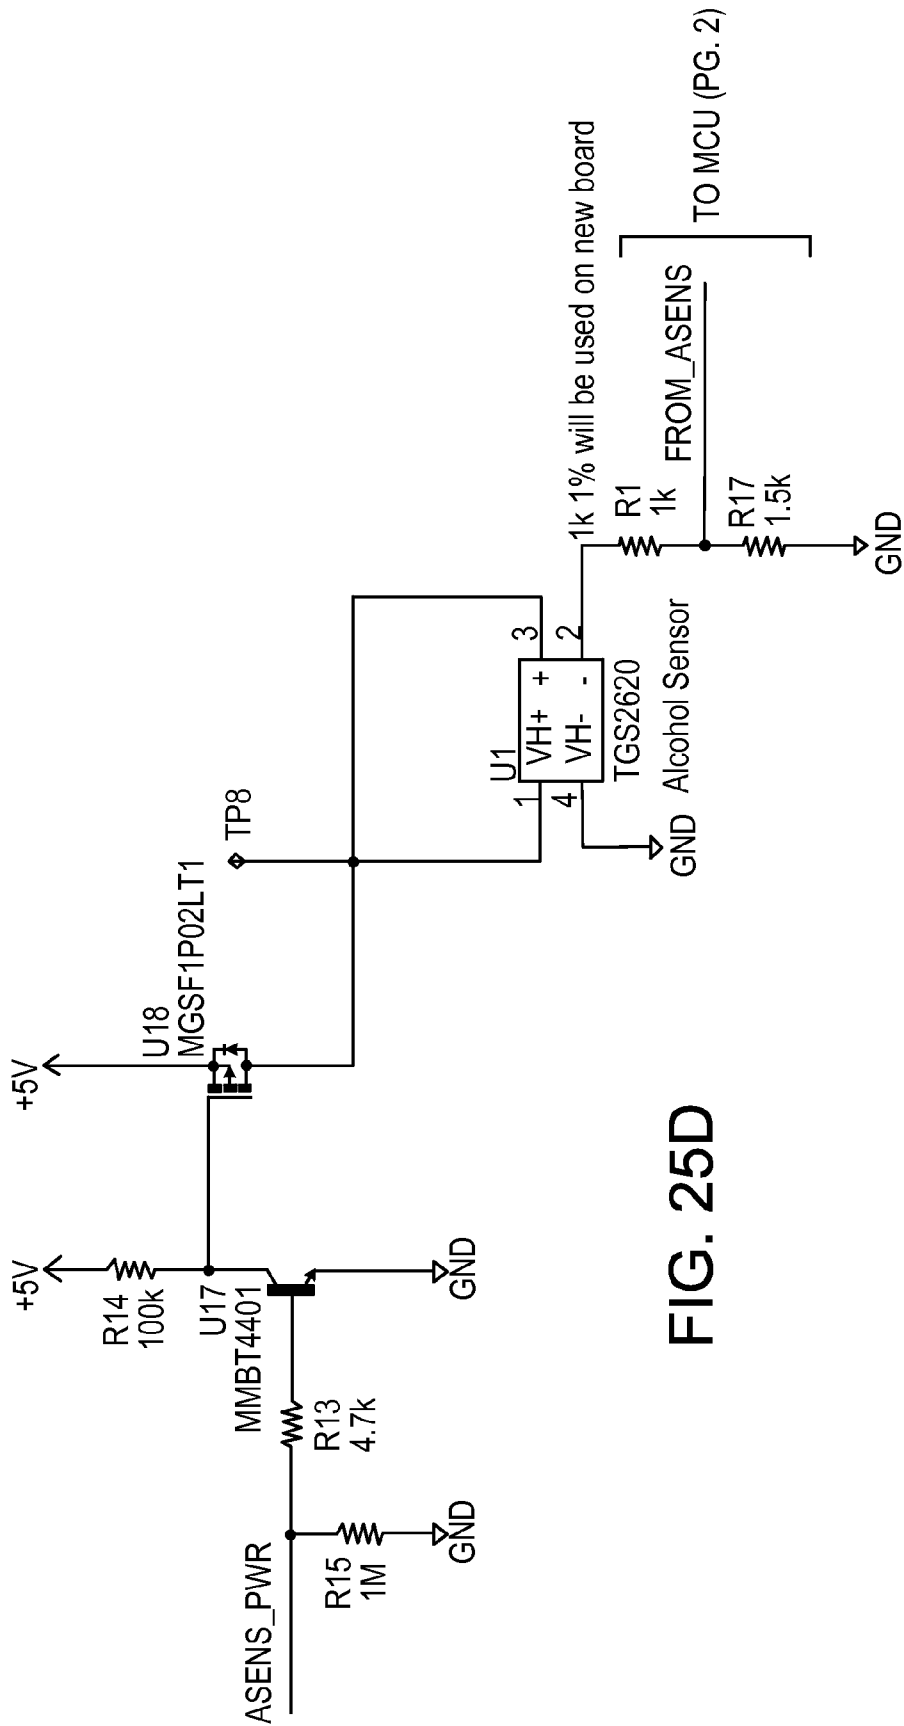 ASENS_PWR
R15
1M
GND
R13
4.7k
+5V
R14
100k
U17
MMBT4401
GND
+5V
U18
MGSF1P02LT1
TP8
U1
1
VH+
+
3
4
VH-
-
2
TGS2620
Alcohol Sensor
GND
1k 1% will be used on new board
R1
1k
FROM_ASENS
R17
1.5k
GND
TO MCU (PG. 2)
FIG. 25D